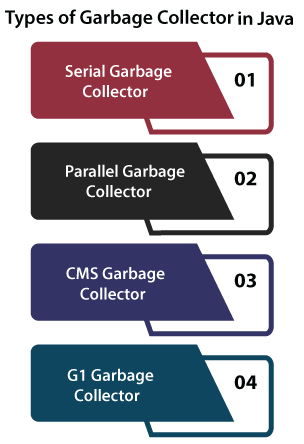 Types of Garbage Collector in Java
Serial Garbage
Collector
01
Parallel Garbage
Collector
02
CMS Garbage
Collector
03
G1 Garbage
Collector
04